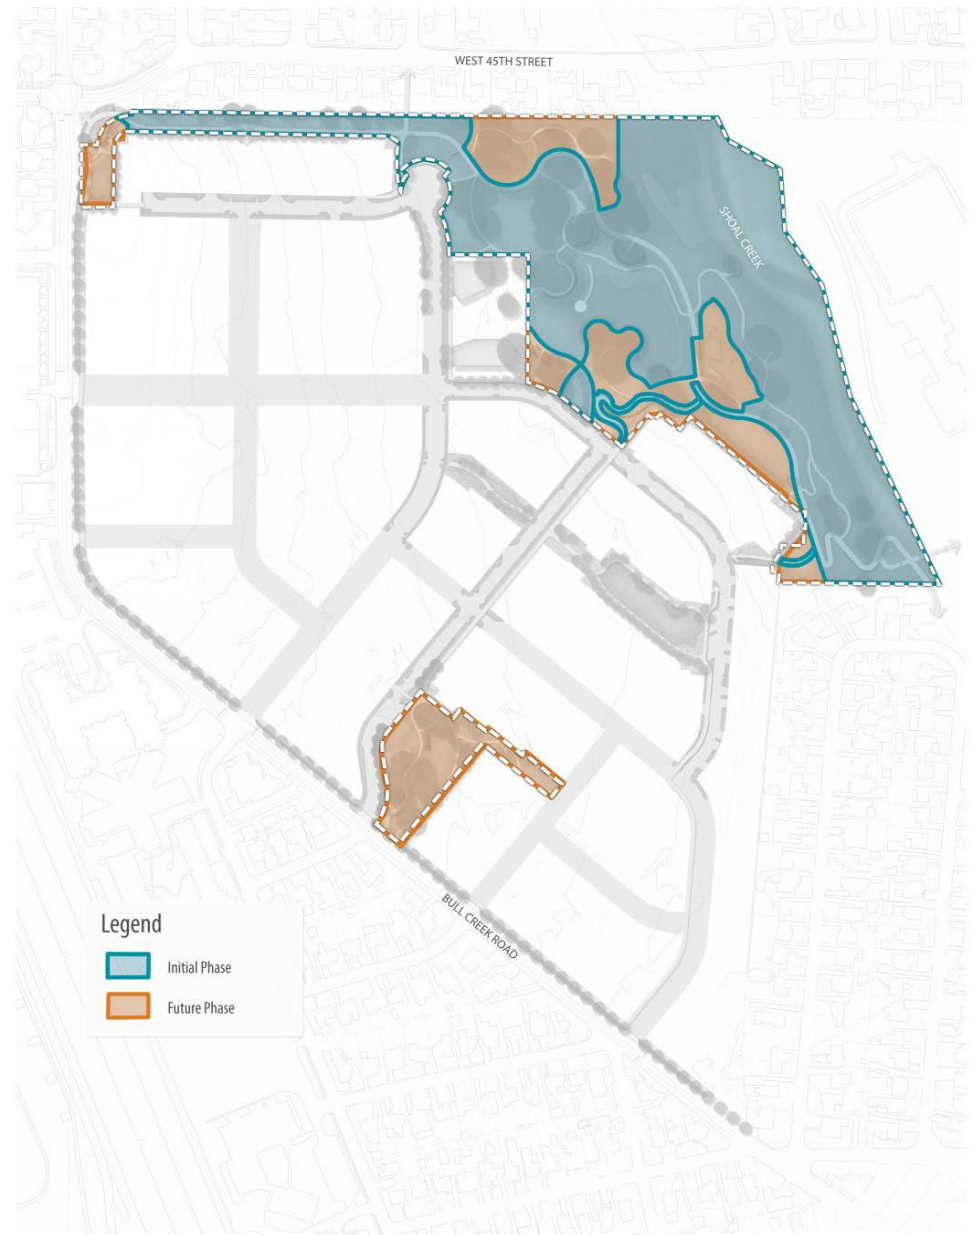 WEST 45TH STREET
SHOAL CREEK
BULL CREEK ROAD
Legend
Initial Phase
Future Phase